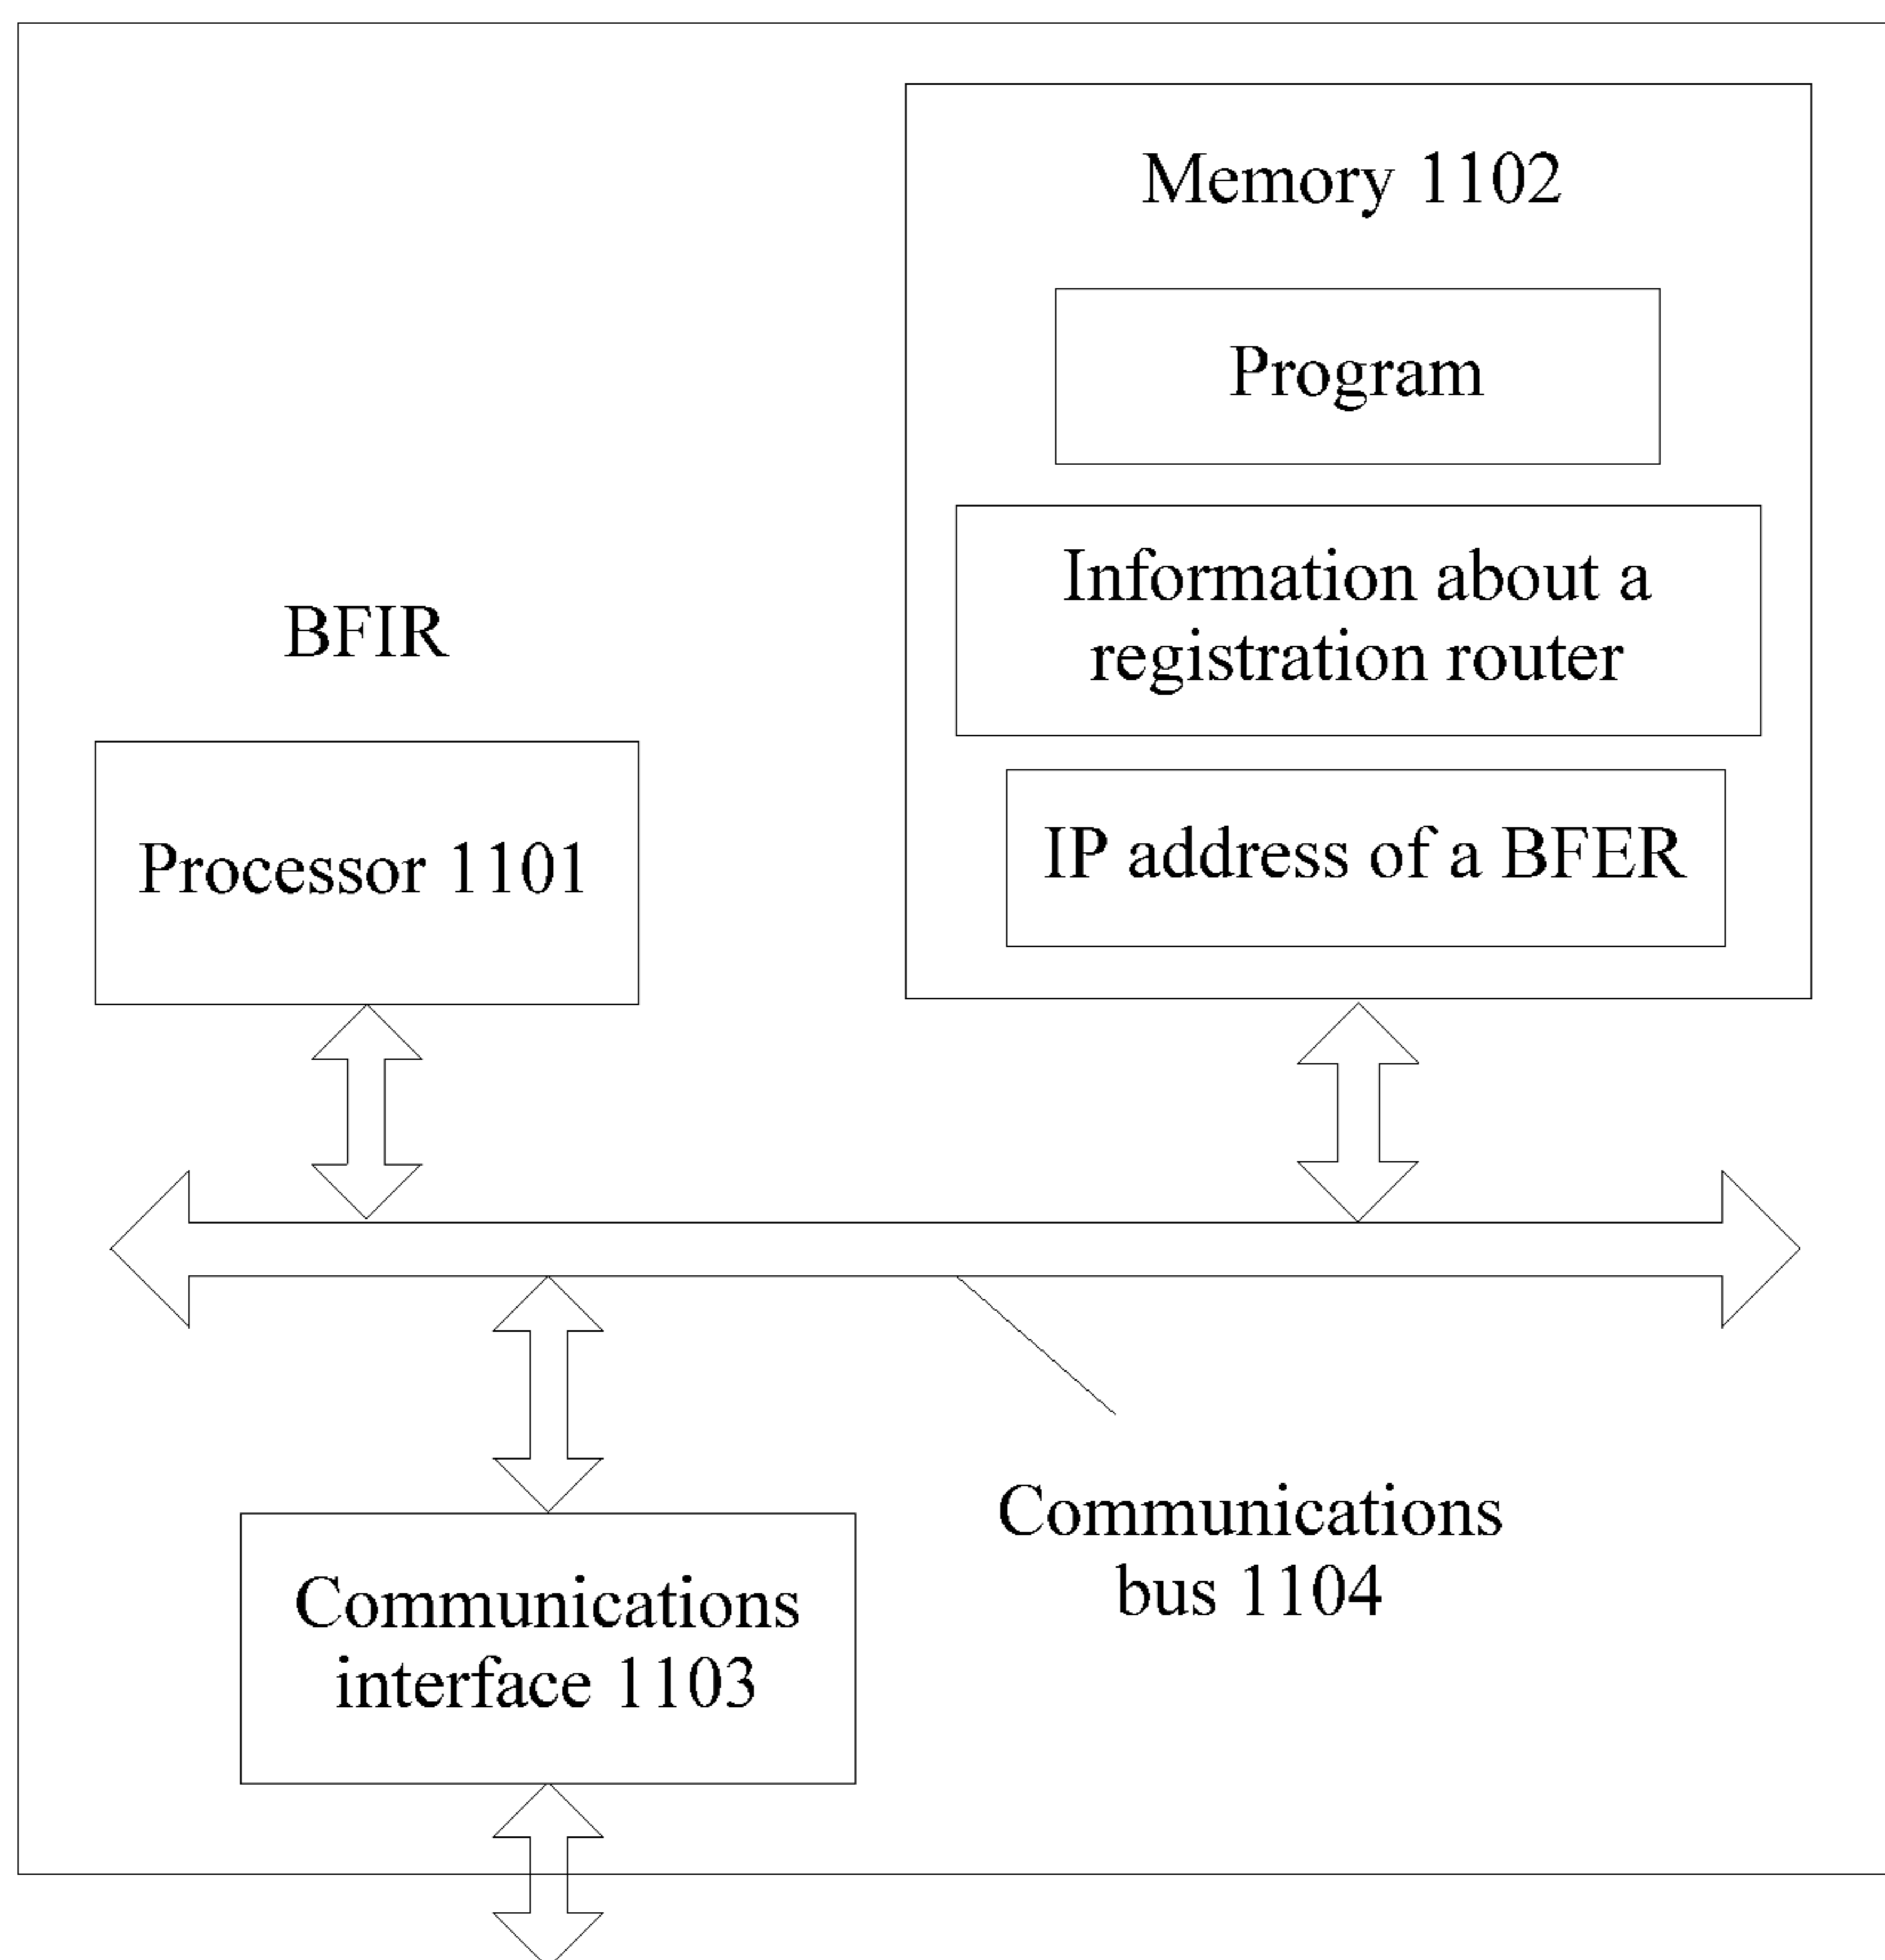 Memory 1102
Program
Information about a
registration router
IP address of a BFER
BFIR
Processor 1101
Communications
bus 1104
Communications
interface 1103